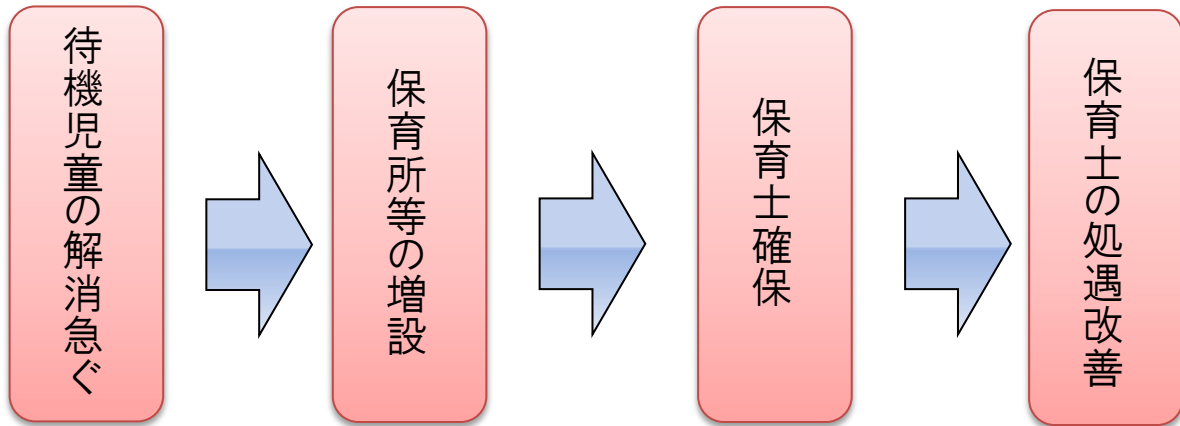 待機児童の解消急ぐ
保育所等の増設
保育士確保
保育士の処遇改善